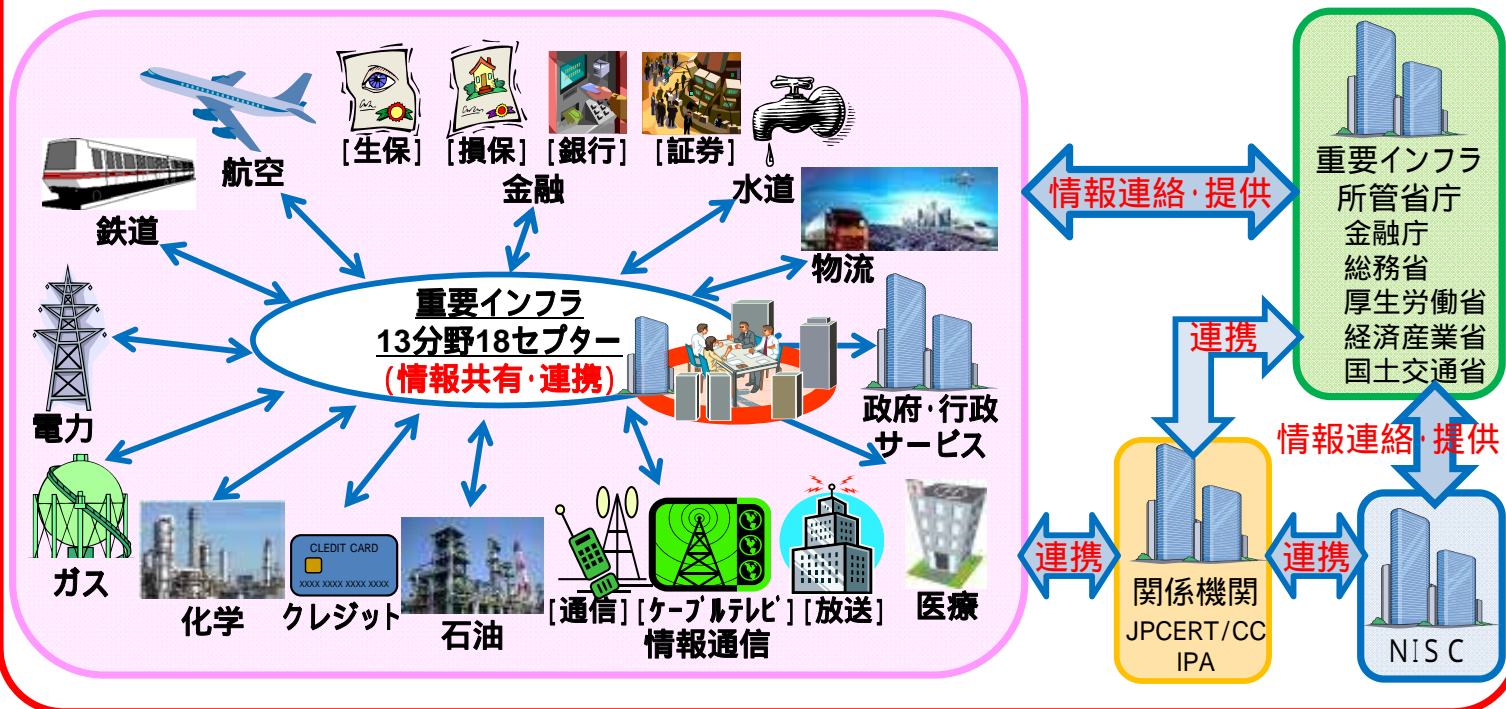 [生保] [損保] [銀行] [証券]
航空
金融
水道
鉄道
物流
重要インフラ
13分野18セプター
(情報共有・連携)
電力
政府・行政
サービス
ガス
化学
CLEDIT CARD
XXXX XXXX XXXX XXXX
クレジット
石油
[通信] [ケーブルテレビ] [放送]
情報通信
医療
情報連絡・提供
重要インフラ
所管省庁
金融庁
総務省
厚生労働省
経済産業省
国土交通省
連携
情報連絡・提供
連携
関係機関
JPCERT/CC
IPA
連携
NISC